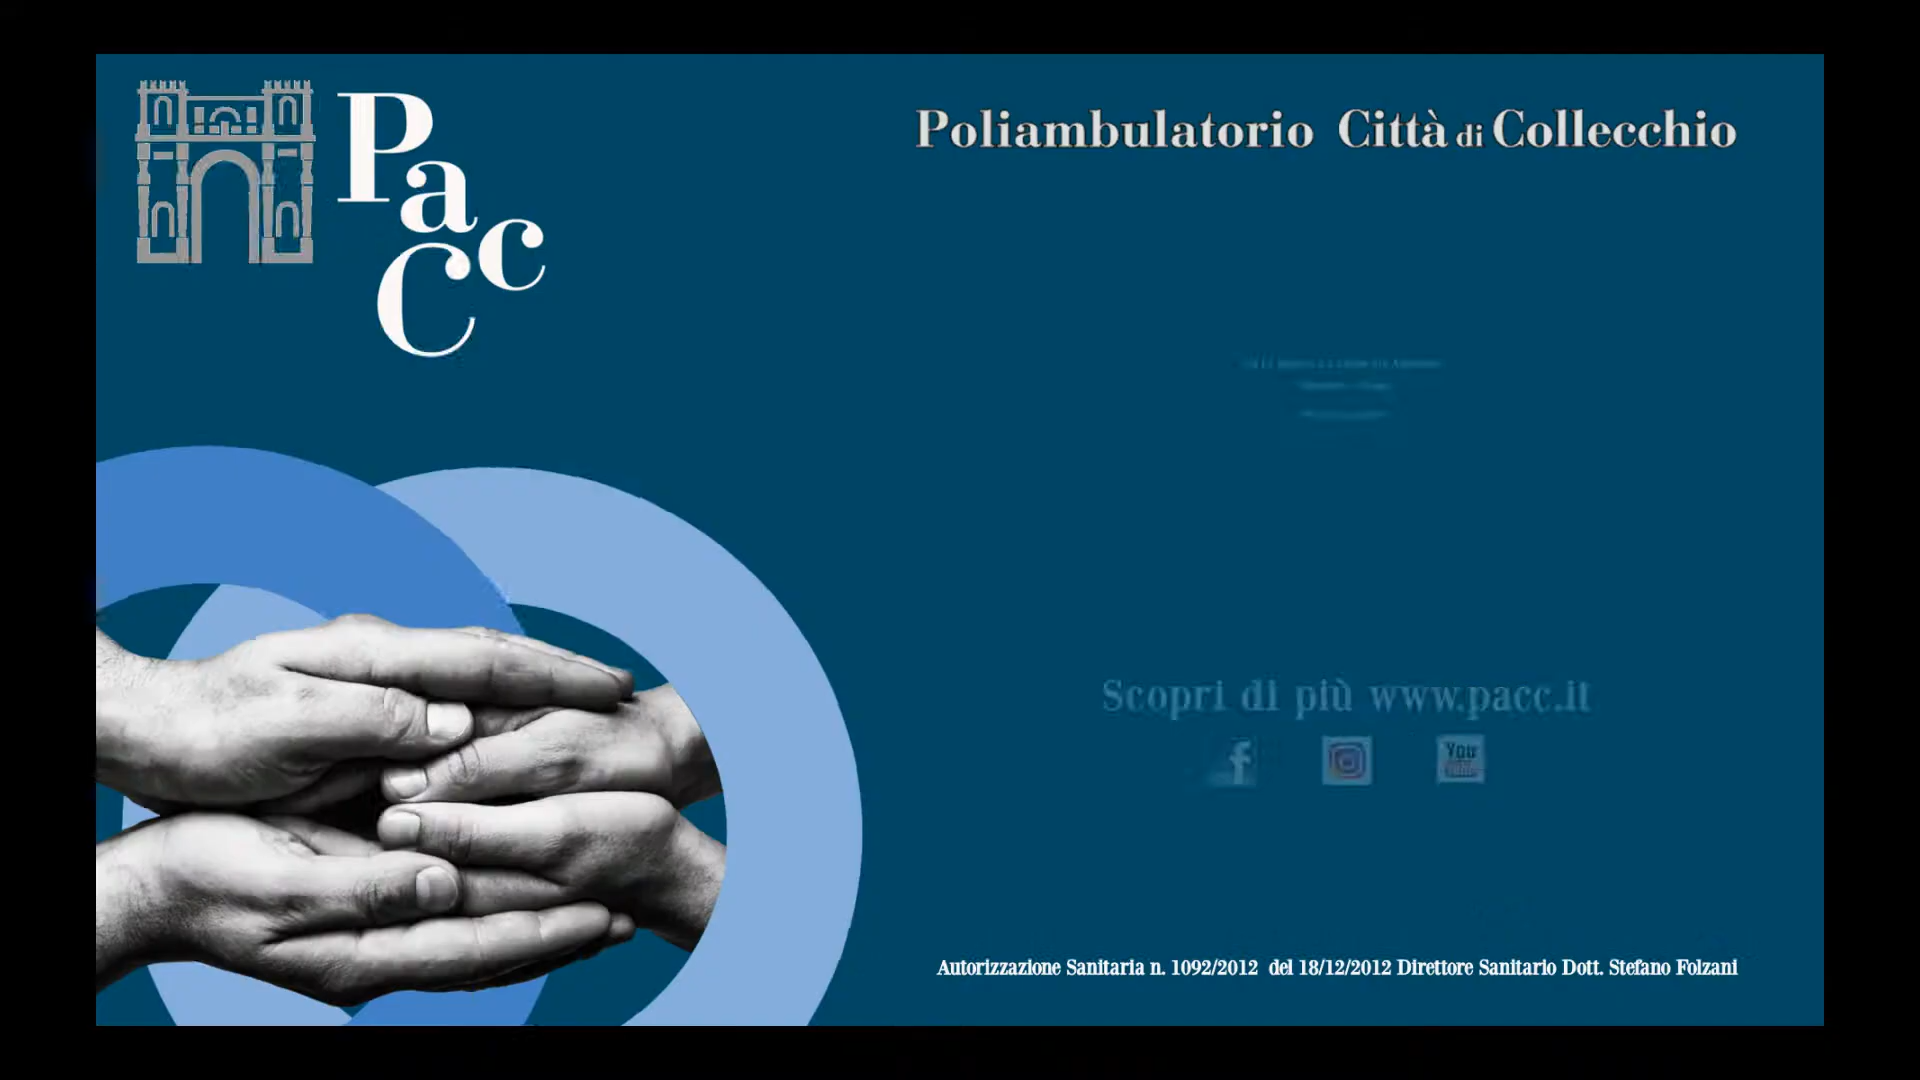 Pacc
Poliambulatorio Città di Collecchio
Scopri di più www.pacc.it
f
You
Autorizzazione Sanitaria n. 1092/2012 del 18/12/2012 Direttore Sanitario Dott. Stefano Folzani